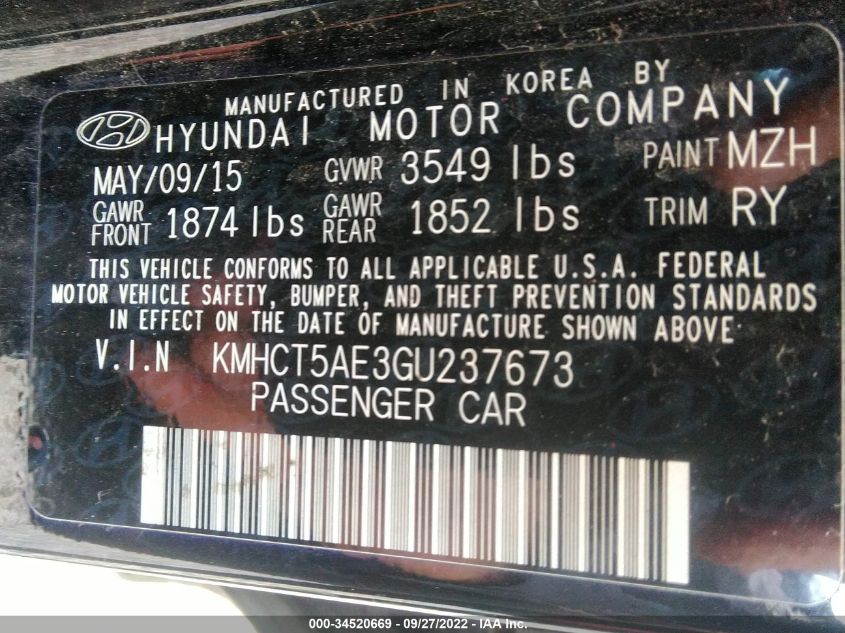 MANUFACTURED IN KOREA BY
HYUNDAI MOTOR COMPANY
MAY/09/15 GVWR 3549 lbs PAINT MZH
GAWR FRONT 1874 lbs GAWR REAR 1852 lbs TRIM RY
THIS VEHICLE CONFORMS TO ALL APPLICABLE U.S.A. FEDERAL
MOTOR VEHICLE SAFETY, BUMPER, AND THEFT PREVENTION STANDARDS
IN EFFECT ON THE DATE OF MANUFACTURE SHOWN ABOVE.
V.I.N KMHCT5AE3GU237673
PASSENGER CAR
000-34520669 - 09/27/2022 - IAA Inc.